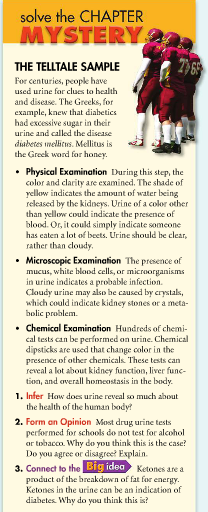 solve the CHAPTER
MYSTERY
THE TELLTALE SAMPLE
For centuries, people have
used urine for clues to health
and disease. The Greeks, for
example, knew that diabetics
had excessive sugar in their
urine and called the disease
diabetes mellitus. Mellitus is
the Greek word for honey.
• Physical Examination During this step, the
color and clarity are examined. The shade of
yellow indicates the amount of water being
released by the kidneys. Urine of a color other
than yellow could indicate the presence of
blood. Or, it could simply indicate someone
has eaten a lot of beets. Urine should be clear,
rather than cloudy.
• Microscopic Examination The presence of
mucus, white blood cells, or microorganisms
in urine indicates a probable infection.
Cloudy urine may also be caused by crystals,
which could indicate kidney stones or a meta-
bolic problem.
• Chemical Examination Hundreds of chemi-
cal tests can be performed on urine. Chemical
dipsticks are used that change color in the
presence of other chemicals. These tests can
reveal a lot about kidney function, liver func-
tion, and overall homeostasis in the body.
1. Infer How does urine reveal so much about
the health of the human body?
2. Form an Opinion Most drug urine tests
performed for schools do not test for alcohol
or tobacco. Why do you think this is the case?
Do you agree or disagree? Explain.
3. Connect to the Big idea Ketones are a
product of the breakdown of fat for energy.
Ketones in the urine can be an indication of
diabetes. Why do you think this is?